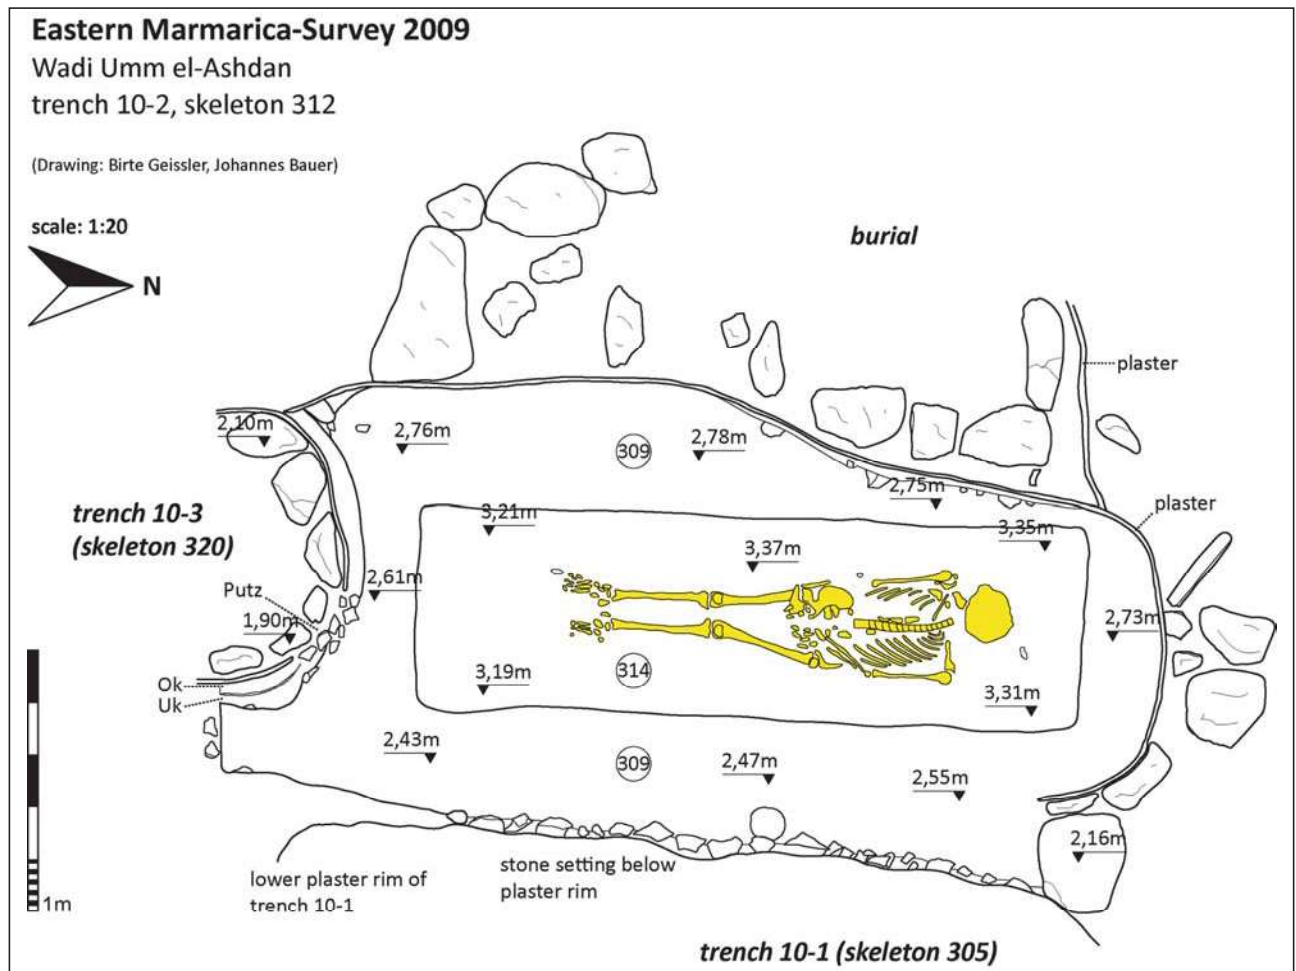 Eastern Marmarica-Survey 2009
Wadi Umm el-Ashdan
trench 10-2, skeleton 312
(Drawing: Birte Geissler, Johannes Bauer)
scale: 1:20
N
burial
plaster
2,10m
2,76m
309
2,78m
2,75m
plaster
trench 10-3
(skeleton 320)
3,21m
3,35m
3,37m
2,61m
Putz
1,90m
2,73m
3,19m
314
3,31m
Ok
Uk
2,43m
309
2,47m
2,55m
2,16m
lower plaster rim of
trench 10-1
stone setting below
plaster rim
1m
trench 10-1 (skeleton 305)